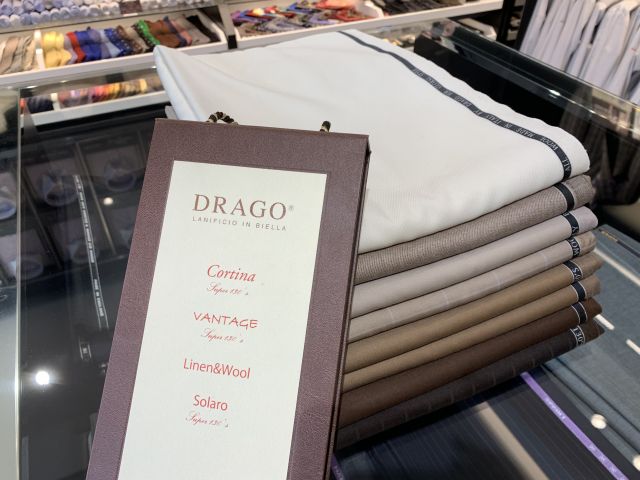 DRAGO®
LANIFICIO IN BIELLA
Cortina
Super 130's
VANTAGE
Super 130's
Linen&Wool
Solaro
Super 130's